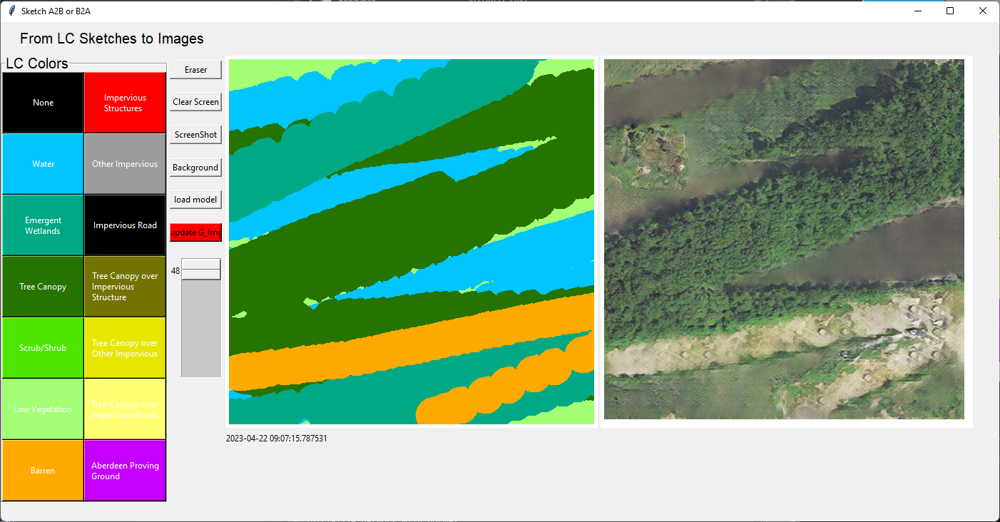 Sketch A2B or B2A
From LC Sketches to Images
LC Colors
None
Impervious
Structures
Water
Other Impervious
Emergent
Wetlands
Impervious Road
Tree Canopy
Tree Canopy over
Impervious
Structure
Scrub/Shrub
Tree Canopy over
Other Impervious
Low Vegetation
Tree Canopy over
Impervious Roads
Barren
Aberdeen Proving
Ground
Eraser
Clear Screen
ScreenShot
Background
load model
update G_Img
48
2023-04-22 09:07:15.787531